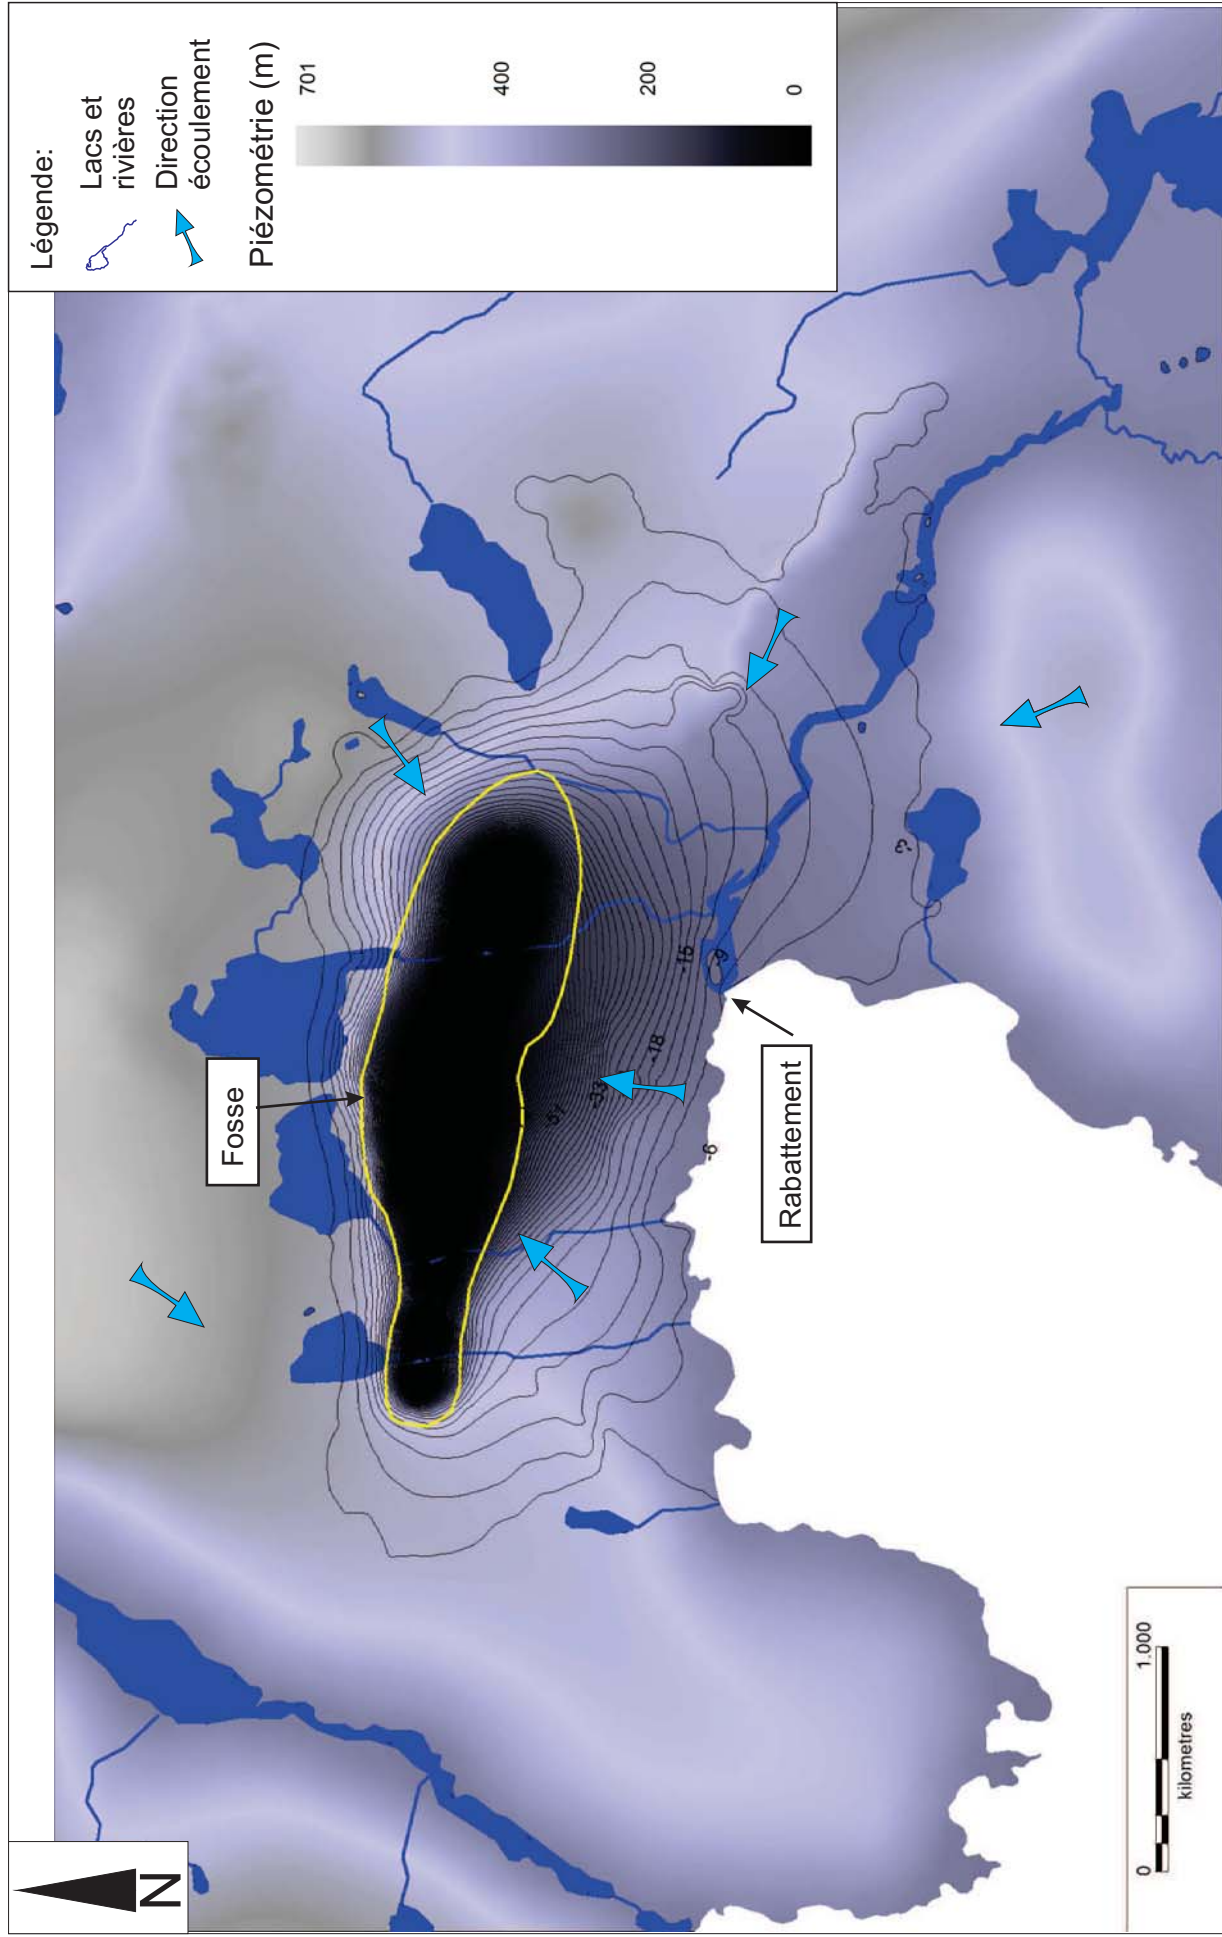 Légende:
Lacs et
rivières
Direction
écoulement
Piézométrie (m)
701
400
200
0
Fosse
Rabattement
-3
-15
-9
-18
-33
-51
-6
N
0
1.000
kilometres